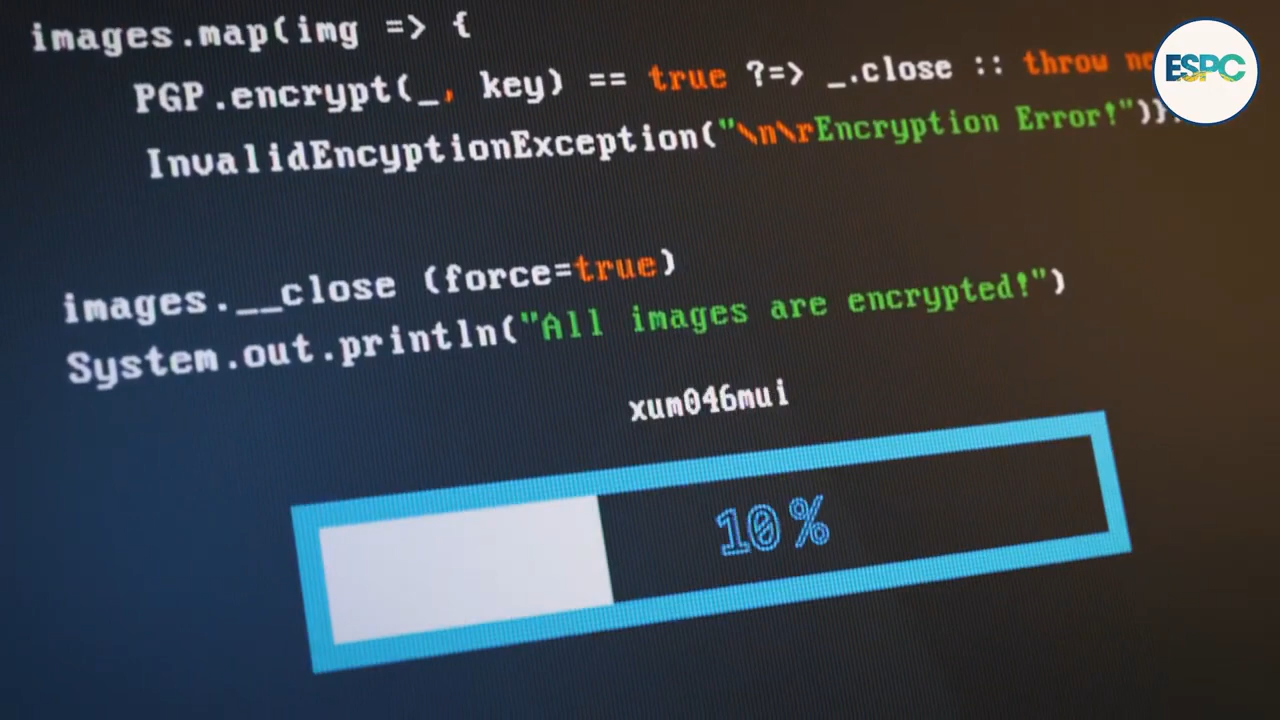 images.map(img => {
PGP.encrypt(_, key) == true ?=> _.close :: throw
InvalidEncyptionException("\n\rEncryption Error!")}.
images.__close (force=true)
System.out.println("All images are encrypted!")
xum046mui
10%
ESPC